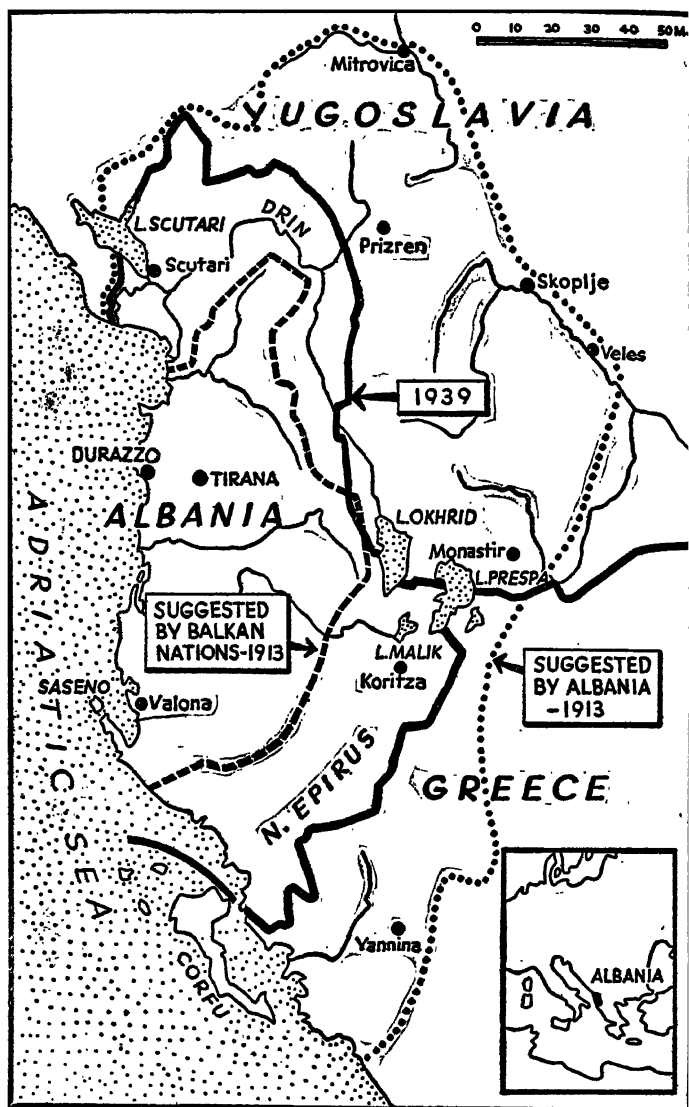 0 10 20 30 40 50 M.
Mitrovica
YUGOSLAVIA
L. SCUTARI
DRIN
Prizren
Scutari
Skoplje
Veles
1939
DURAZZO
TIRANA
ALBANIA
L. OKHRID
Monastir
L. PRESPA
SUGGESTED
BY BALKAN
NATIONS-1913
L. MALIK
Koritza
SUGGESTED
BY ALBANIA
-1913
SASENO
Valona
ADRIATIC SEA
N. EPIRUS
GREECE
Yannina
CORFU
ALBANIA